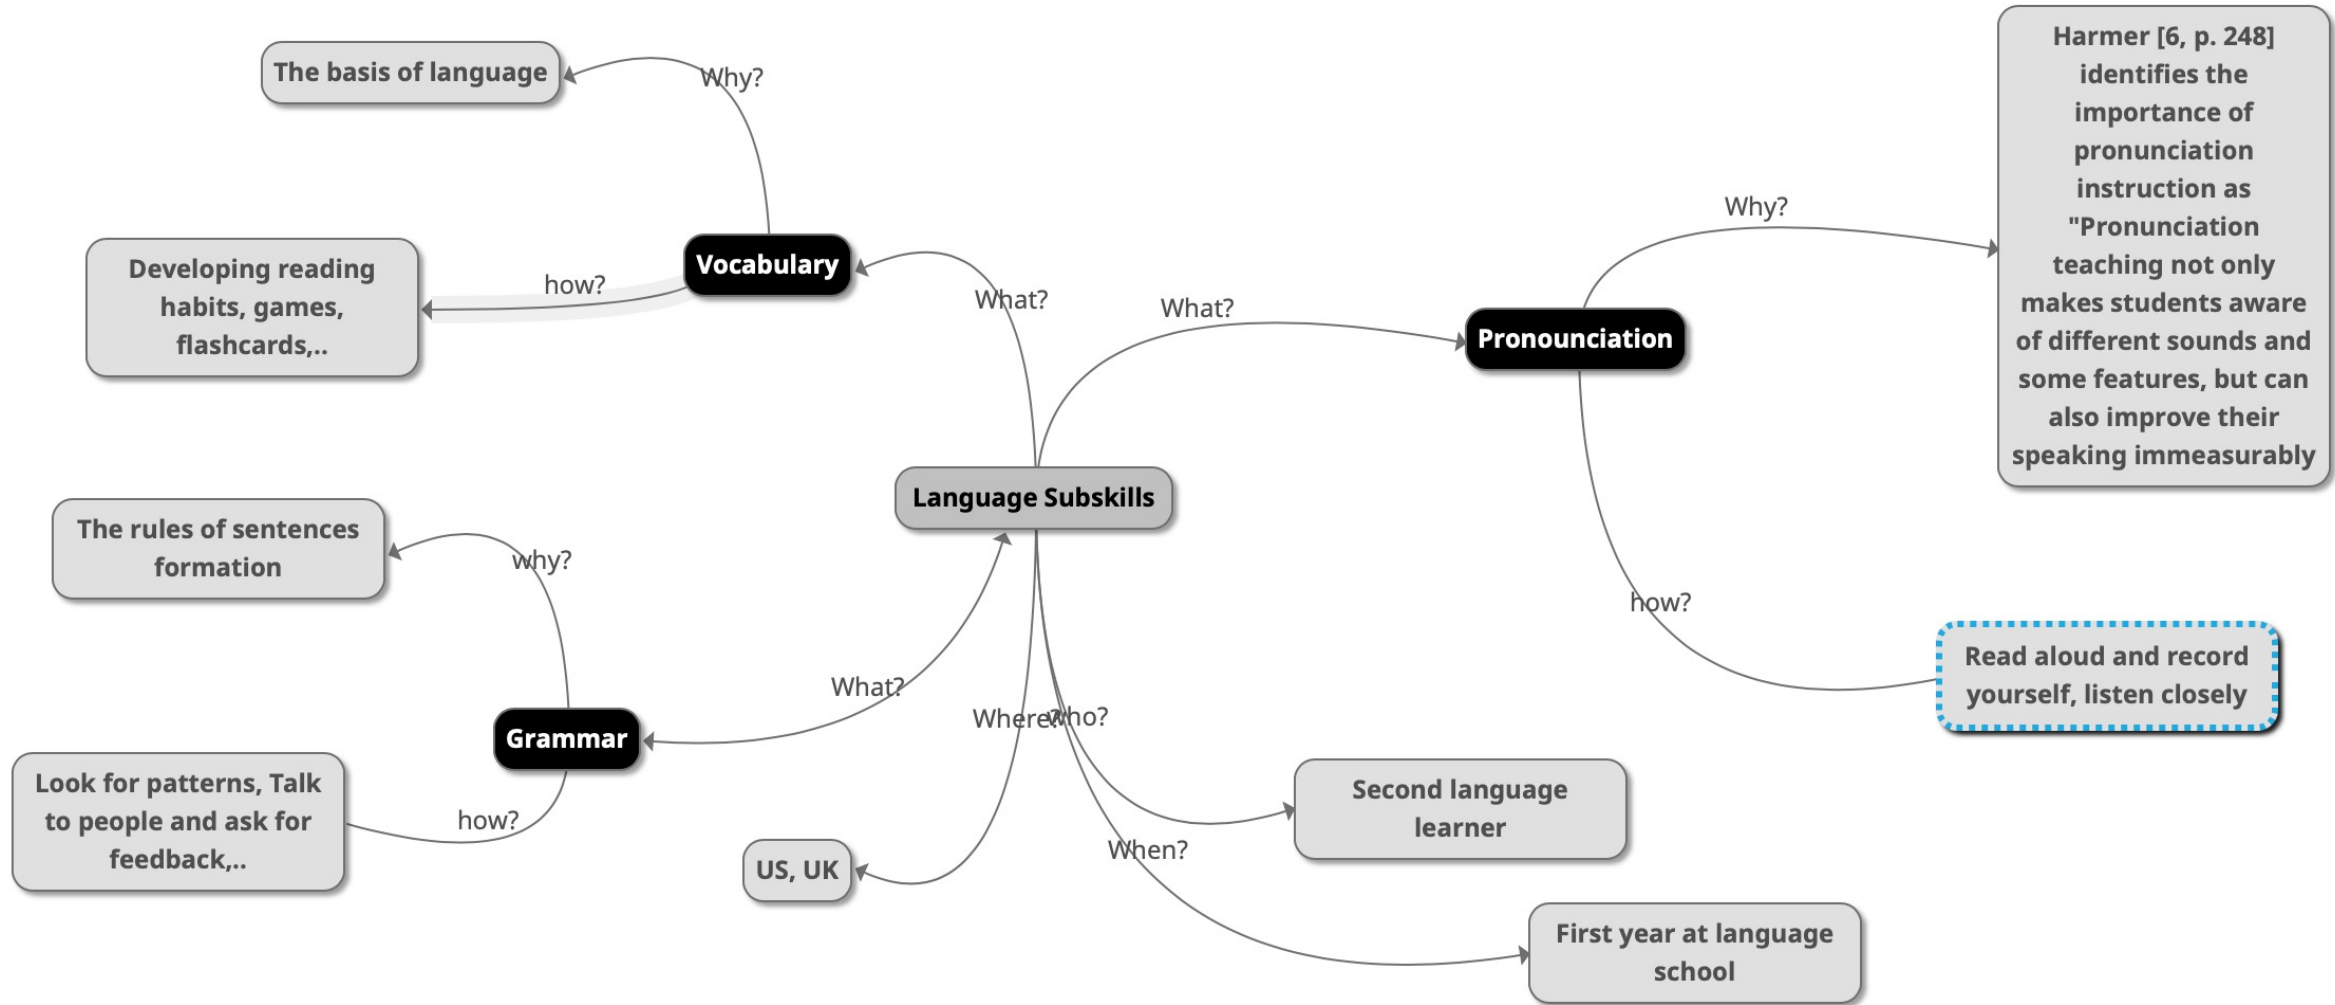 The basis of language
Why?
Vocabulary
how?
Developing reading
habits, games,
flashcards,..
What?
What?
Pronounciation
Why?
Harmer [6, p. 248]
identifies the
importance of
pronunciation
instruction as
"Pronunciation
teaching not only
makes students aware
of different sounds and
some features, but can
also improve their
speaking immeasurably
how?
Read aloud and record
yourself, listen closely
Language Subskills
The rules of sentences
formation
why?
What?
Grammar
how?
Look for patterns, Talk
to people and ask for
feedback,..
Where?
who?
US, UK
Second language
learner
When?
First year at language
school